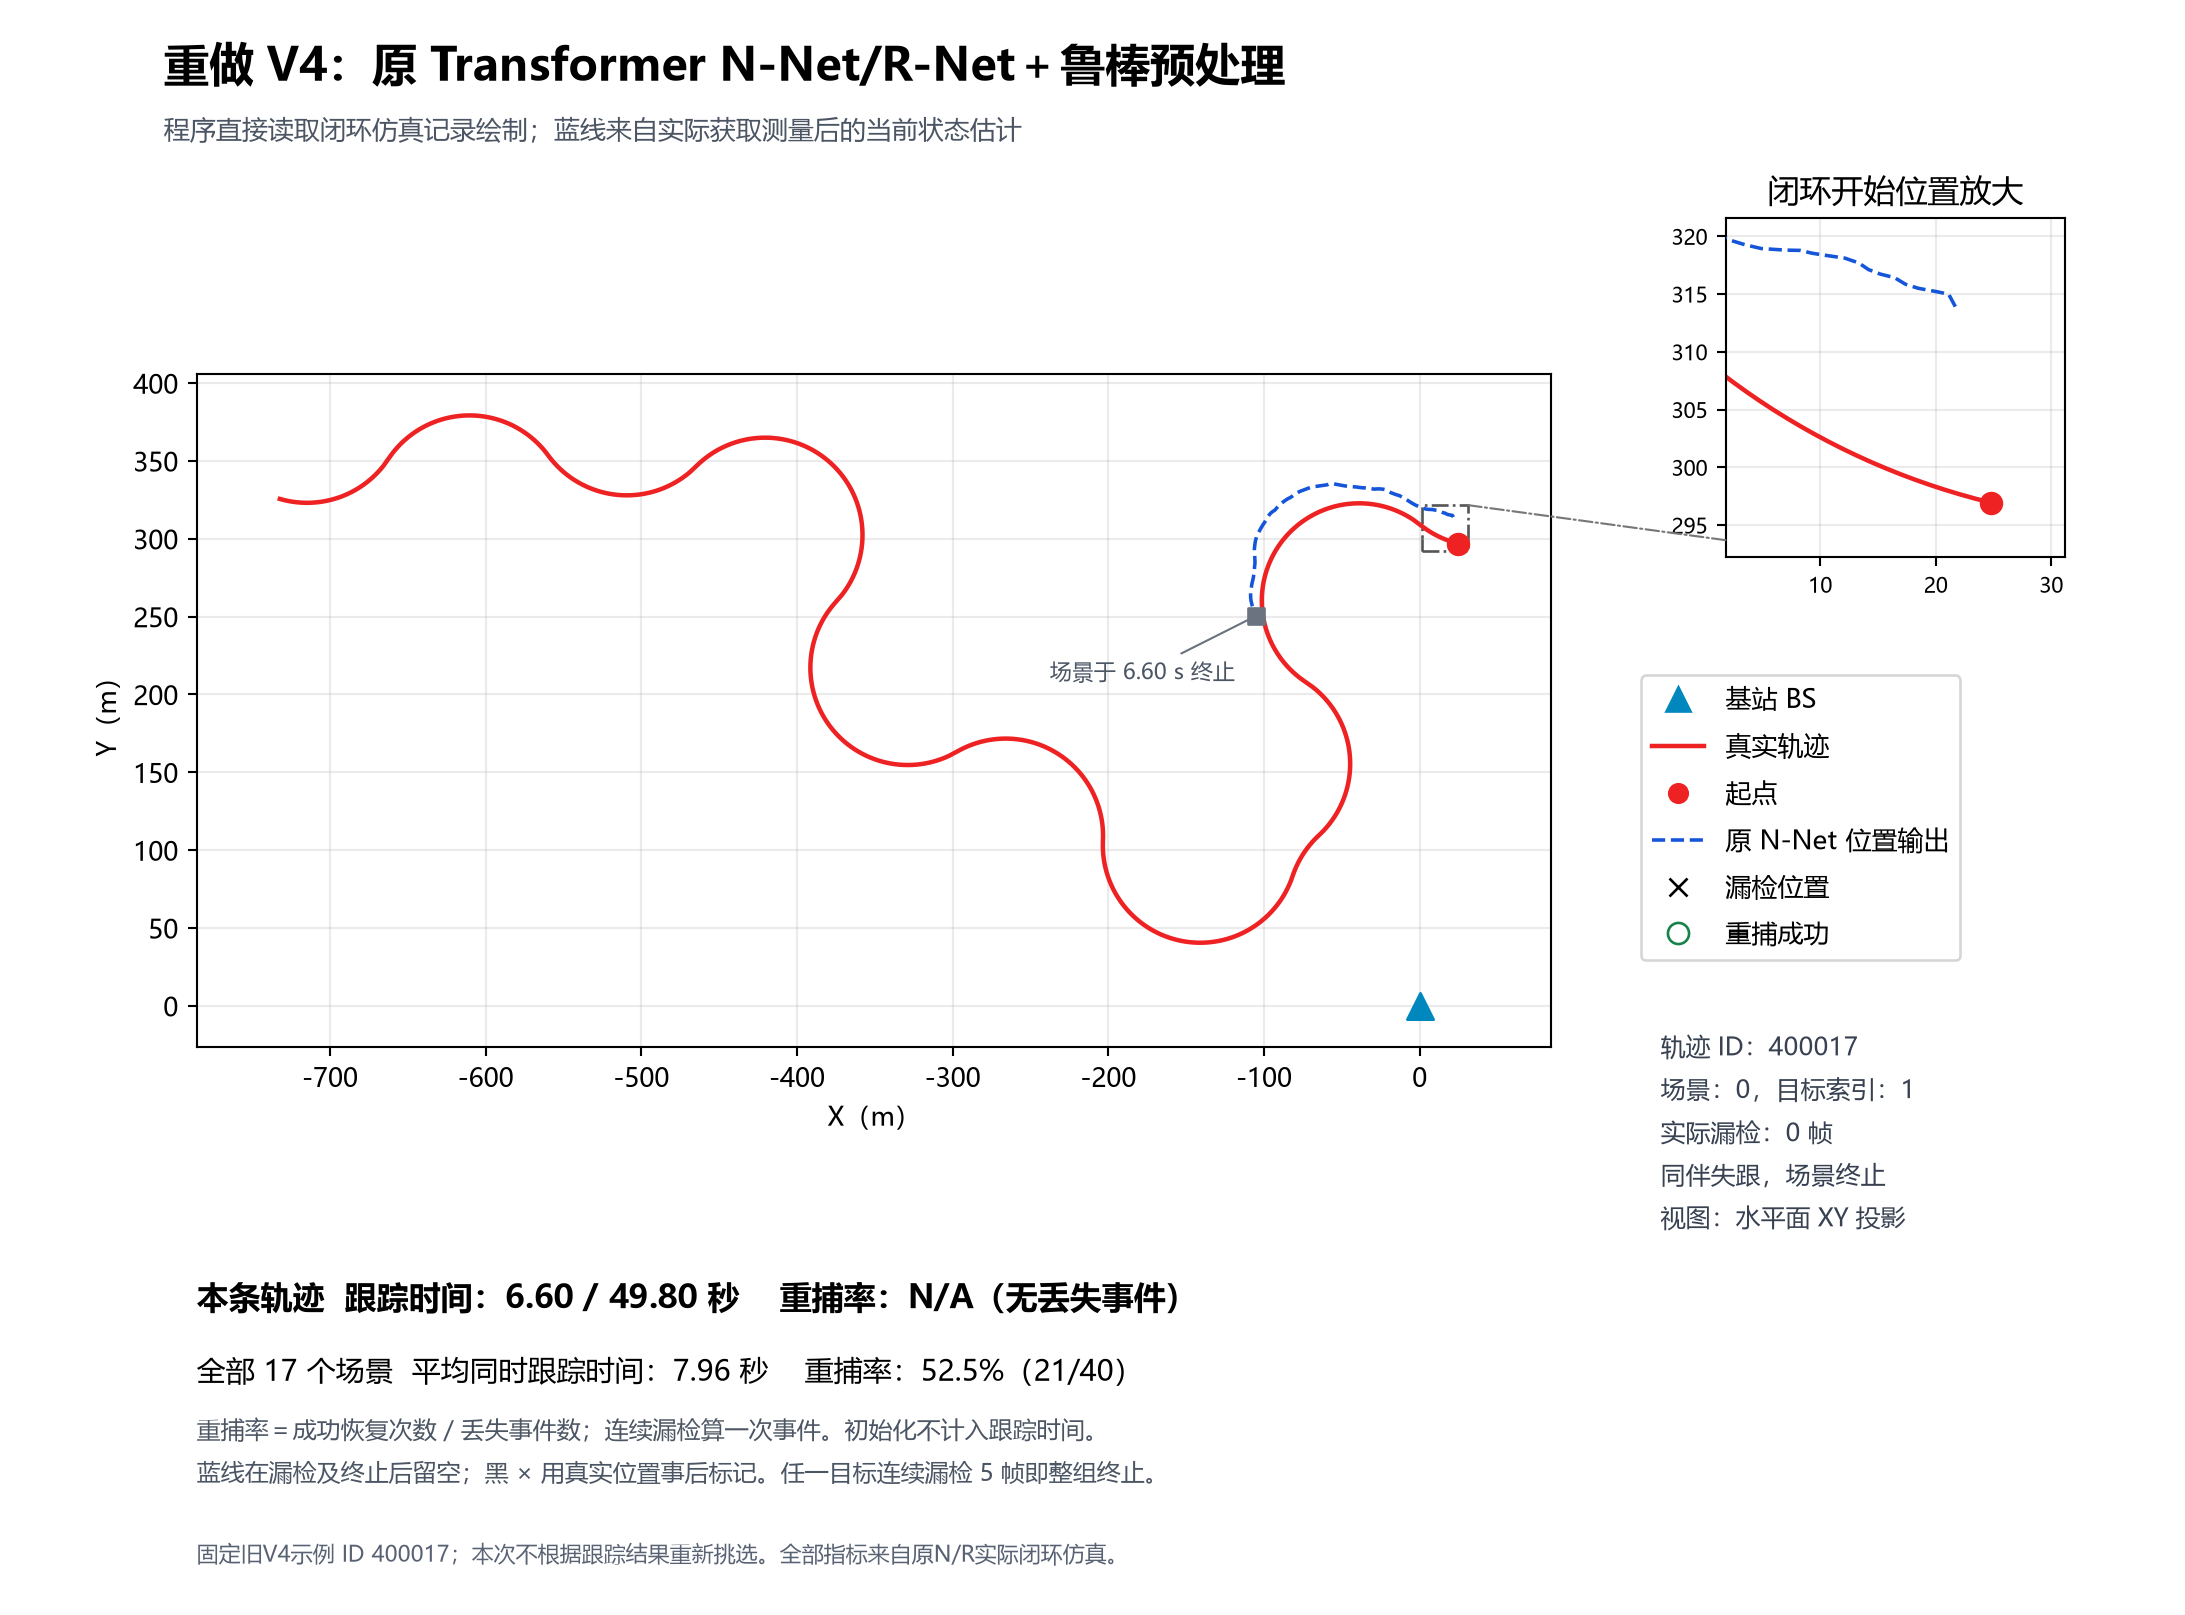 重做 V4：原 Transformer N-Net/R-Net＋鲁棒预处理
程序直接读取闭环仿真记录绘制；蓝线来自实际获取测量后的当前状态估计
闭环开始位置放大
320
315
310
305
300
295
10 20 30
400
350
300
250
200
150
100
50
0
Y（m）
-700 -600 -500 -400 -300 -200 -100 0
X（m）
场景于 6.60 s 终止
基站 BS
真实轨迹
起点
原 N-Net 位置输出
漏检位置
重捕成功
轨迹 ID：400017
场景：0，目标索引：1
实际漏检：0 帧
同伴失跟，场景终止
视图：水平面 XY 投影
本条轨迹 跟踪时间：6.60 / 49.80 秒 重捕率：N/A（无丢失事件）
全部 17 个场景 平均同时跟踪时间：7.96 秒 重捕率：52.5%（21/40）
重捕率＝成功恢复次数 / 丢失事件数；连续漏检算一次事件。初始化不计入跟踪时间。
蓝线在漏检及终止后留空；黑 × 用真实位置事后标记。任一目标连续漏检 5 帧即整组终止。
固定旧V4示例 ID 400017；本次不根据跟踪结果重新挑选。全部指标来自原N/R实际闭环仿真。